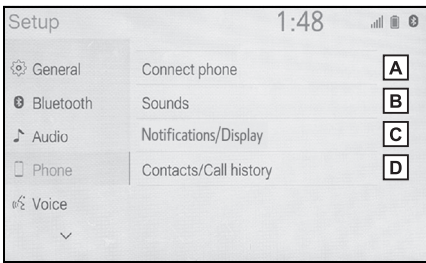 Setup 1:48
General Connect phone A
Bluetooth Sounds B
Audio Notifications/Display C
Phone Contacts/Call history D
Voice